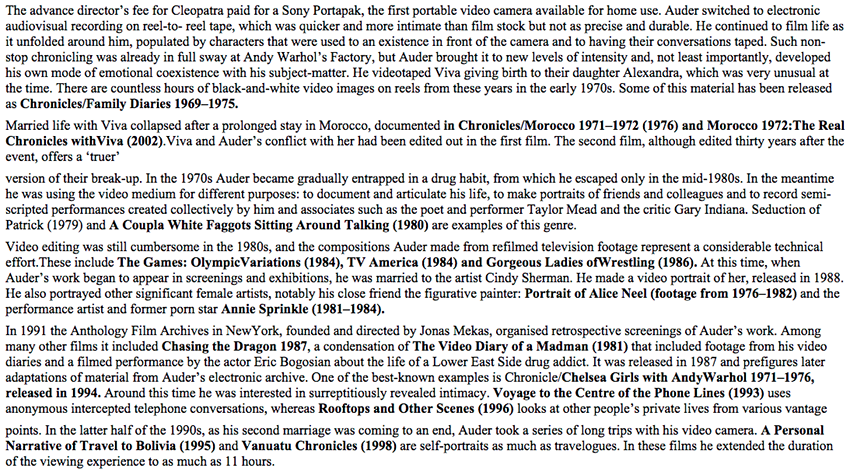 The advance director's fee for Cleopatra paid for a Sony Portapak, the first portable video camera available for home use. Auder switched to electronic
audiovisual recording on reel-to- reel tape, which was quicker and more intimate than film stock but not as precise and durable. He continued to film life as
it unfolded around him, populated by characters that were used to an existence in front of the camera and to having their conversations taped. Such non-
stop chronicling was already in full sway at Andy Warhol's Factory, but Auder brought it to new levels of intensity and, not least importantly, developed
his own mode of emotional coexistence with his subject-matter. He videotaped Viva giving birth to their daughter Alexandra, which was very unusual at
the time. There are countless hours of black-and-white video images on reels from these years in the early 1970s. Some of this material has been released
as Chronicles/Family Diaries 1969–1975.
Married life with Viva collapsed after a prolonged stay in Morocco, documented in Chronicles/Morocco 1971–1972 (1976) and Morocco 1972:The Real
Chronicles withViva (2002).Viva and Auder's conflict with her had been edited out in the first film. The second film, although edited thirty years after the
event, offers a 'truer'
version of their break-up. In the 1970s Auder became gradually entrapped in a drug habit, from which he escaped only in the mid-1980s. In the meantime
he was using the video medium for different purposes: to document and articulate his life, to make portraits of friends and colleagues and to record semi-
scripted performances created collectively by him and associates such as the poet and performer Taylor Mead and the critic Gary Indiana. Seduction of
Patrick (1979) and A Coupla White Faggots Sitting Around Talking (1980) are examples of this genre.
Video editing was still cumbersome in the 1980s, and the compositions Auder made from refilmed television footage represent a considerable technical
effort.These include The Games: OlympicVariations (1984), TV America (1984) and Gorgeous Ladies ofWrestling (1986). At this time, when
Auder's work began to appear in screenings and exhibitions, he was married to the artist Cindy Sherman. He made a video portrait of her, released in 1988.
He also portrayed other significant female artists, notably his close friend the figurative painter: Portrait of Alice Neel (footage from 1976–1982) and the
performance artist and former porn star Annie Sprinkle (1981–1984).
In 1991 the Anthology Film Archives in NewYork, founded and directed by Jonas Mekas, organised retrospective screenings of Auder's work. Among
many other films it included Chasing the Dragon 1987, a condensation of The Video Diary of a Madman (1981) that included footage from his video
diaries and a filmed performance by the actor Eric Bogosian about the life of a Lower East Side drug addict. It was released in 1987 and prefigures later
adaptations of material from Auder's electronic archive. One of the best-known examples is Chronicle/Chelsea Girls with AndyWarhol 1971–1976,
released in 1994. Around this time he was interested in surreptitiously revealed intimacy. Voyage to the Centre of the Phone Lines (1993) uses
anonymous intercepted telephone conversations, whereas Rooftops and Other Scenes (1996) looks at other people's private lives from various vantage
points. In the latter half of the 1990s, as his second marriage was coming to an end, Auder took a series of long trips with his video camera. A Personal
Narrative of Travel to Bolivia (1995) and Vanuatu Chronicles (1998) are self-portraits as much as travelogues. In these films he extended the duration
of the viewing experience to as much as 11 hours.